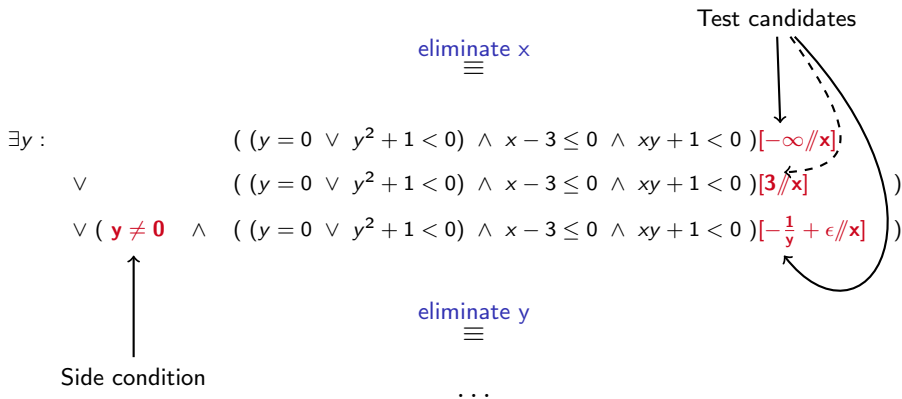 Test candidates
eliminate x
≡
∃y : ( (y = 0 ∨ y² + 1 < 0) ∧ x − 3 ≤ 0 ∧ xy + 1 < 0 )[−∞//x]
∨ ( (y = 0 ∨ y² + 1 < 0) ∧ x − 3 ≤ 0 ∧ xy + 1 < 0 )[3//x] )
∨ ( y ≠ 0 ∧ ( (y = 0 ∨ y² + 1 < 0) ∧ x − 3 ≤ 0 ∧ xy + 1 < 0 )[−1/y + ϵ//x] )
eliminate y
≡
Side condition
...